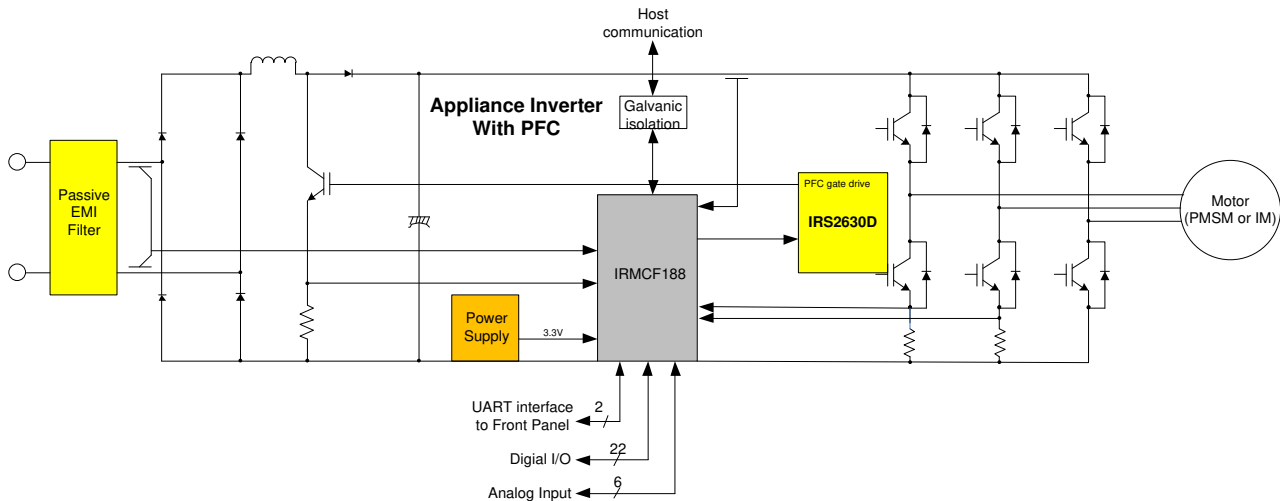 Host
communication
Appliance Inverter
With PFC
Galvanic
isolation
Passive
EMI
Filter
PFC gate drive
IRS2630D
Motor
(PMSM or IM)
IRMCF188
Power
Supply
3.3V
UART interface
to Front Panel
2
Digial I/O
22
Analog Input
6